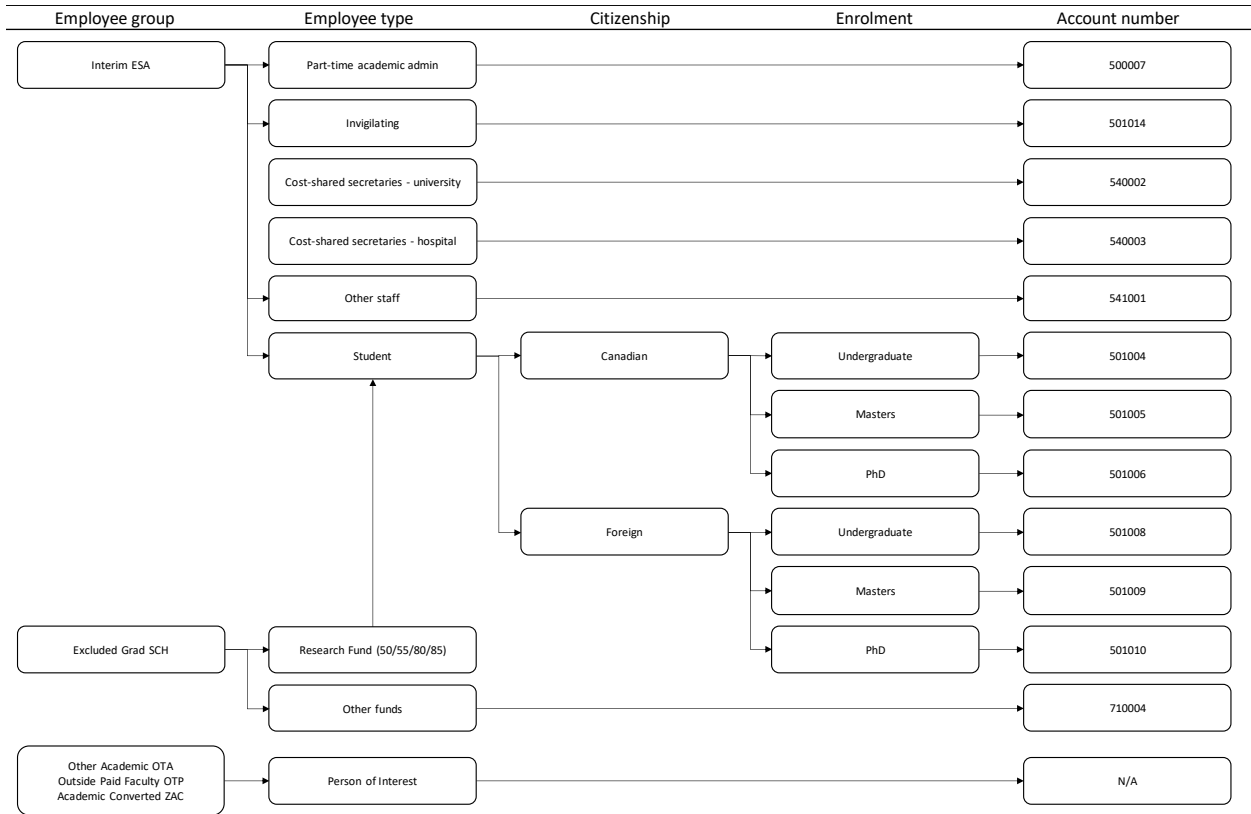 Employee group Employee type Citizenship Enrolment Account number
Interim ESA Part-time academic admin 500007
Invigilating 501014
Cost-shared secretaries - university 540002
Cost-shared secretaries - hospital 540003
Other staff 541001
Student Canadian Undergraduate 501004
Masters 501005
PhD 501006
Foreign Undergraduate 501008
Masters 501009
Excluded Grad SCH Research Fund (50/55/80/85) PhD 501010
Other funds 710004
Other Academic OTA
Outside Paid Faculty OTP Person of Interest N/A
Academic Converted ZAC